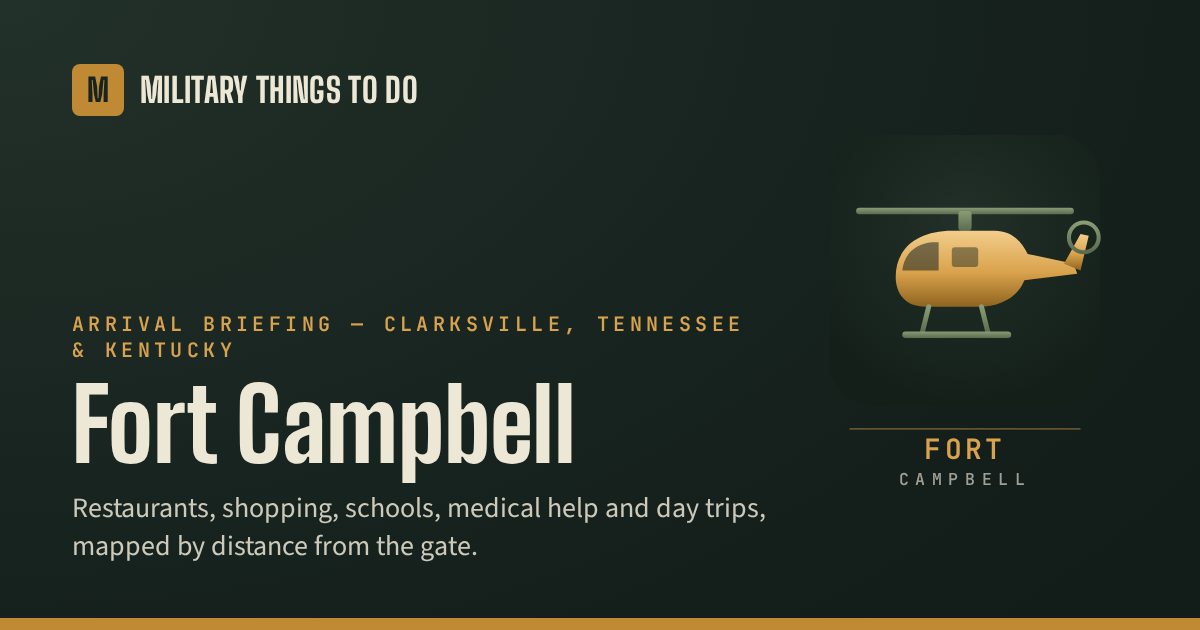 M
MILITARY THINGS TO DO
ARRIVAL BRIEFING — CLARKSVILLE, TENNESSEE
& KENTUCKY
Fort Campbell
Restaurants, shopping, schools, medical help and day trips,
mapped by distance from the gate.
FORT
CAMPBELL